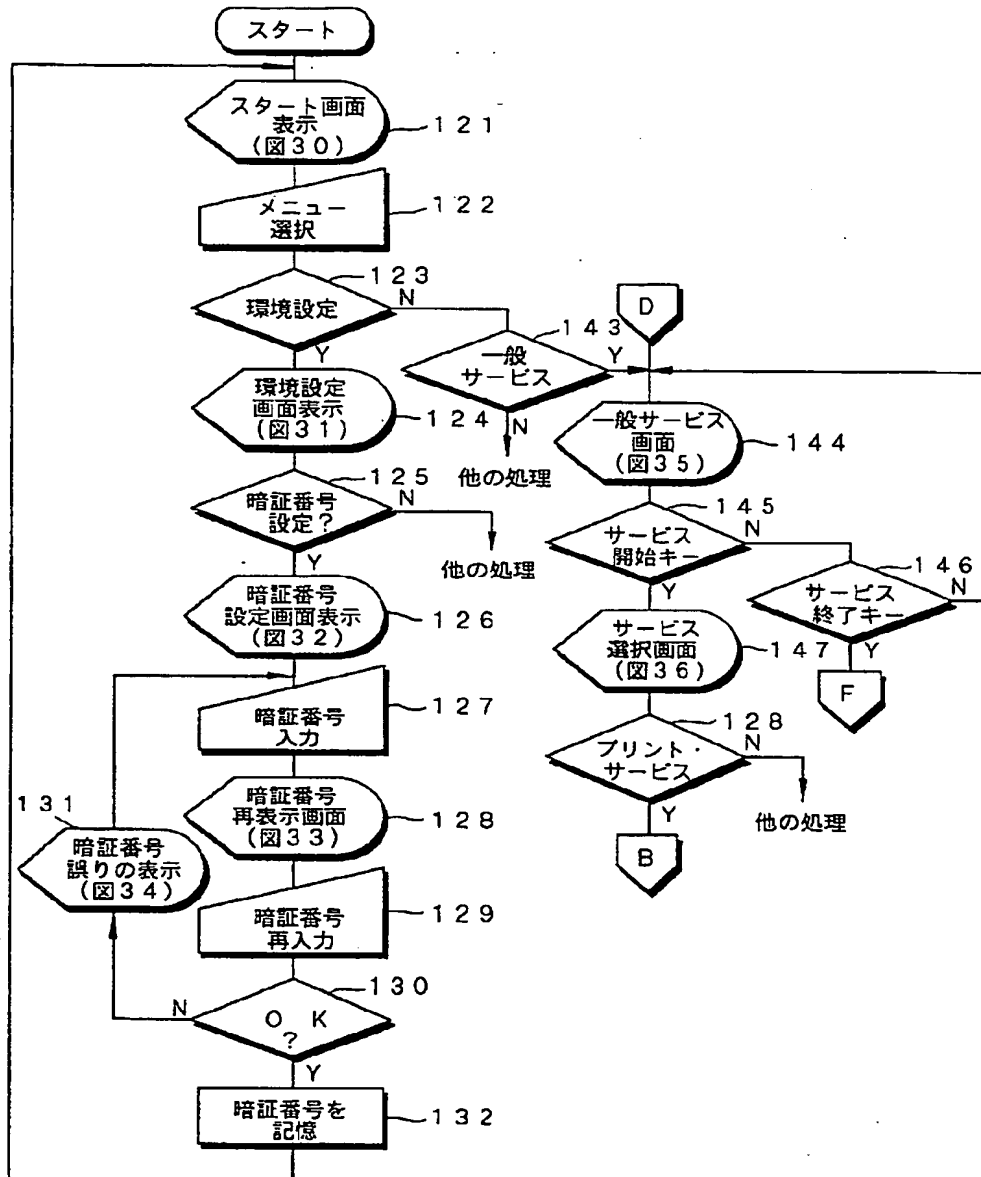 スタート
スタート画面
表示
(図30)
121
メニュー
選択
122
環境設定
123
N
Y
環境設定
画面表示
(図31)
124
暗証番号
設定?
125
N
他の処理
Y
暗証番号
設定画面表示
(図32)
126
暗証番号
入力
127
暗証番号
再表示画面
(図33)
128
暗証番号
再入力
129
O K
?
130
N
131
暗証番号
誤りの表示
(図34)
Y
暗証番号を
記憶
132
一般
サービス
143
Y
N
他の処理
D
一般サービス
画面
(図35)
144
サービス
開始キー
145
N
Y
サービス
終了キー
146
N
Y
F
サービス
選択画面
(図36)
147
プリント・
サービス
128
N
他の処理
Y
B